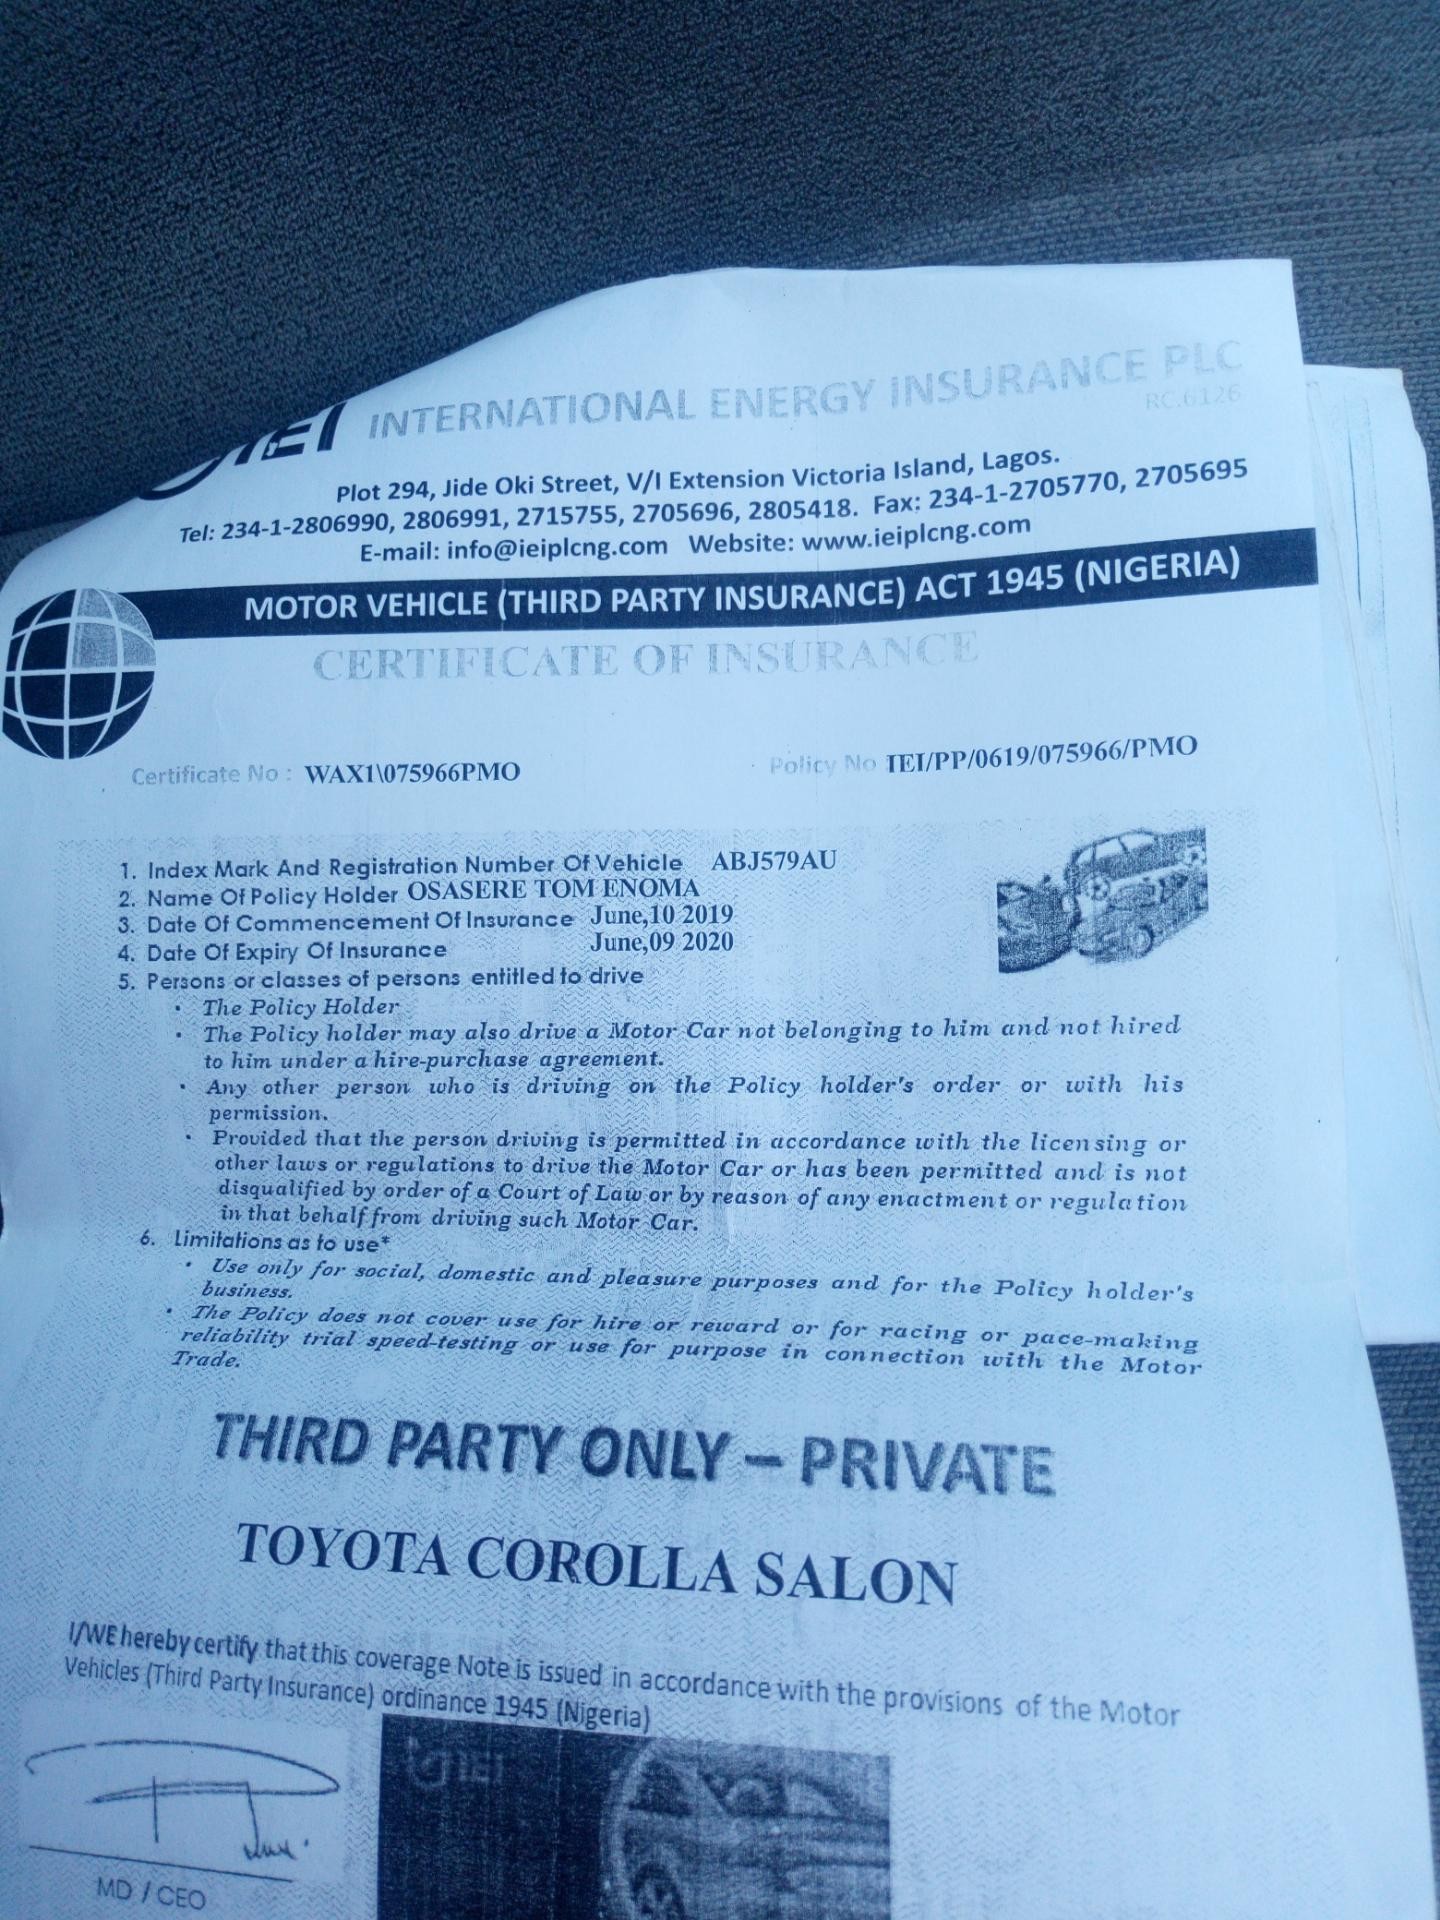 IEI INTERNATIONAL ENERGY INSURANCE PLC
RC.6126
Plot 294, Jide Oki Street, V/I Extension Victoria Island, Lagos.
Tel: 234-1-2806990, 2806991, 2715755, 2705696, 2805418. Fax: 234-1-2705770, 2705695
E-mail: info@ieiplcng.com Website: www.ieiplcng.com
MOTOR VEHICLE (THIRD PARTY INSURANCE) ACT 1945 (NIGERIA)
CERTIFICATE OF INSURANCE
Certificate No : WAX1\075966PMO Policy No IEI/PP/0619/075966/PMO
1. Index Mark And Registration Number Of Vehicle ABJ579AU
2. Name Of Policy Holder OSASERE TOM ENOMA
3. Date Of Commencement Of Insurance June,10 2019
4. Date Of Expiry Of Insurance June,09 2020
5. Persons or classes of persons entitled to drive
• The Policy Holder
• The Policy holder may also drive a Motor Car not belonging to him and not hired
to him under a hire-purchase agreement.
• Any other person who is driving on the Policy holder's order or with his
permission.
• Provided that the person driving is permitted in accordance with the licensing or
other laws or regulations to drive the Motor Car or has been permitted and is not
disqualified by order of a Court of Law or by reason of any enactment or regulation
in that behalf from driving such Motor Car.
6. Limitations as to use*
• Use only for social, domestic and pleasure purposes and for the Policy holder's
business.
• The Policy does not cover use for hire or reward or for racing or pace-making
reliability trial speed-testing or use for purpose in connection with the Motor
Trade.
THIRD PARTY ONLY – PRIVATE
TOYOTA COROLLA SALON
I/WE hereby certify that this coverage Note is issued in accordance with the provisions of the Motor
Vehicles (Third Party Insurance) ordinance 1945 (Nigeria)
IEI
MD / CEO